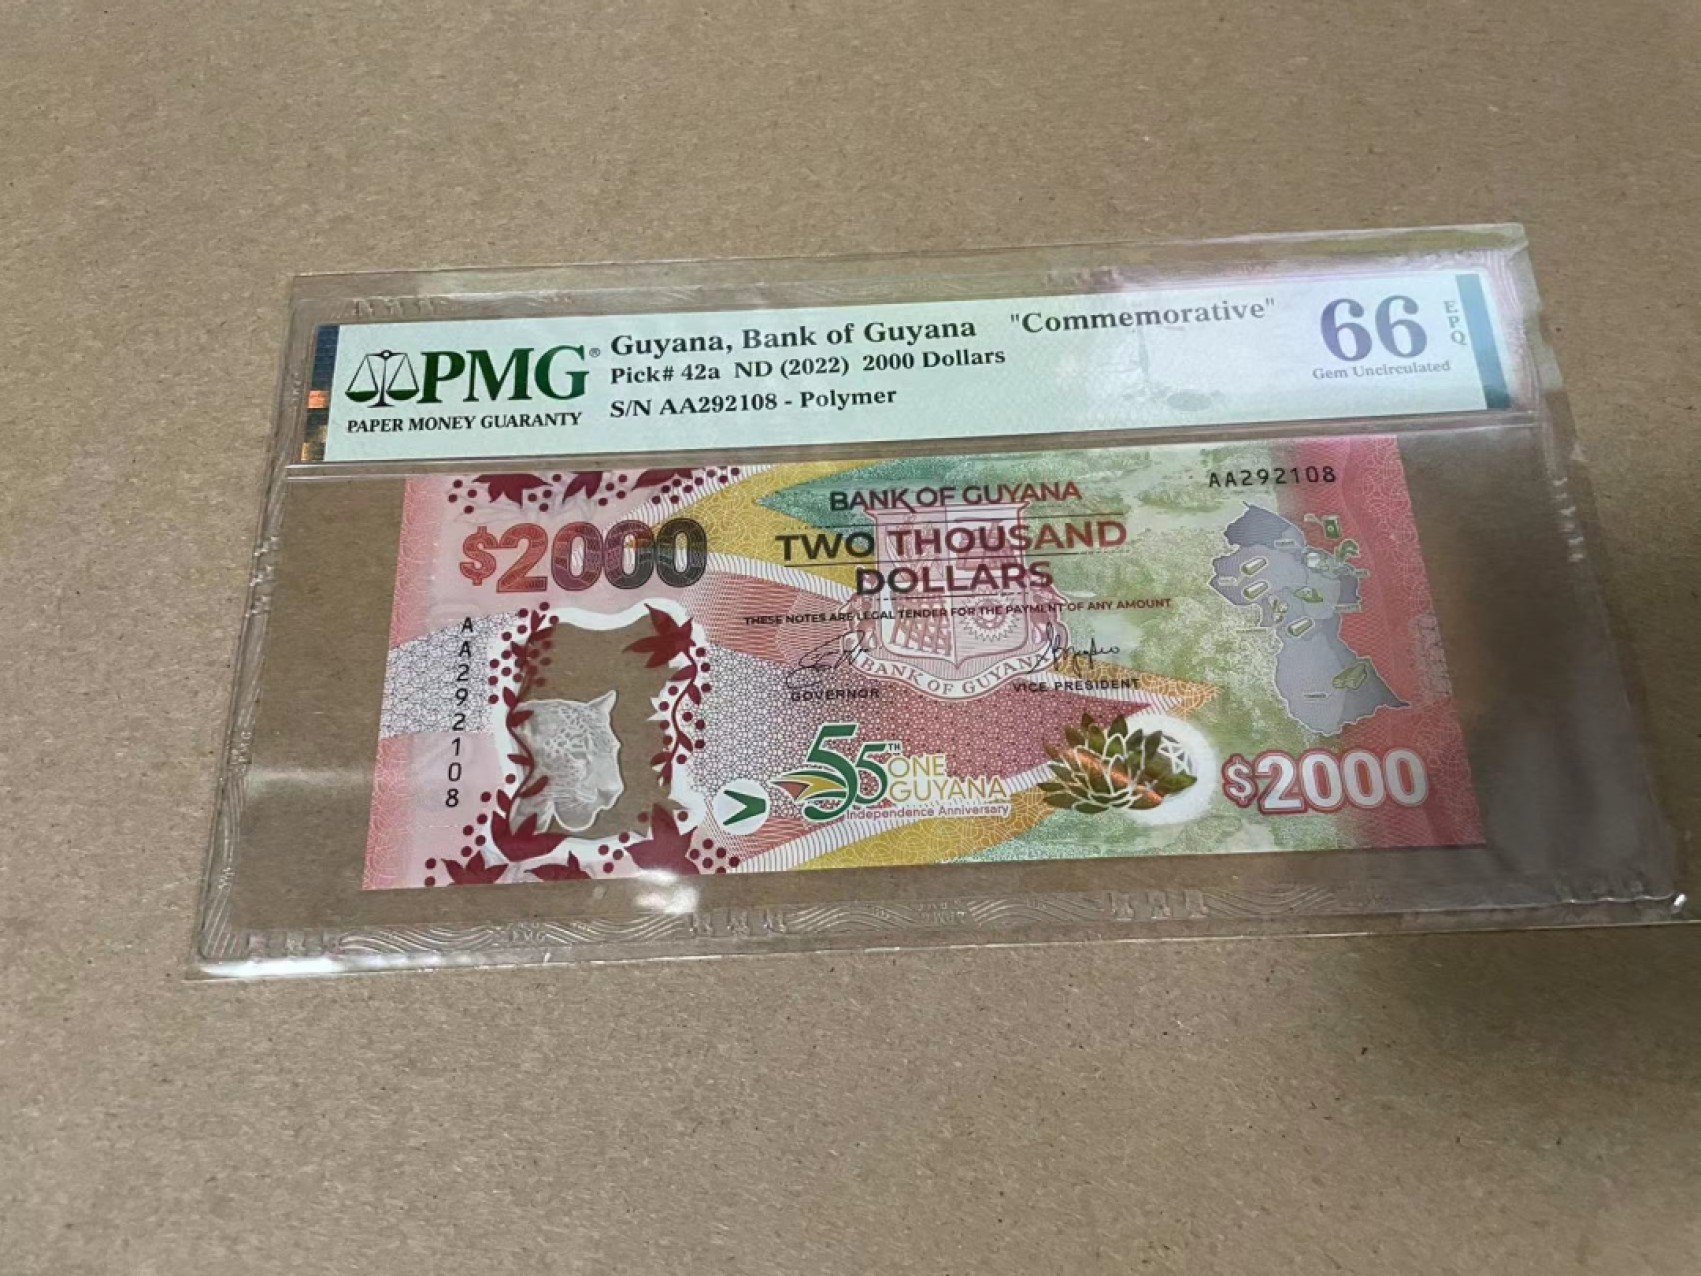 PMG®
PAPER MONEY GUARANTY
Guyana, Bank of Guyana "Commemorative"
Pick# 42a ND (2022) 2000 Dollars
S/N AA292108 - Polymer
66
EPQ
Gem Uncirculated
$2000
BANK OF GUYANA
TWO THOUSAND
DOLLARS
THESE NOTES ARE LEGAL TENDER FOR THE PAYMENT OF ANY AMOUNT
AA292108
AA292108
BANK OF GUYANA
GOVERNOR
VICE PRESIDENT
55TH ONE
GUYANA
Independence Anniversary
$2000